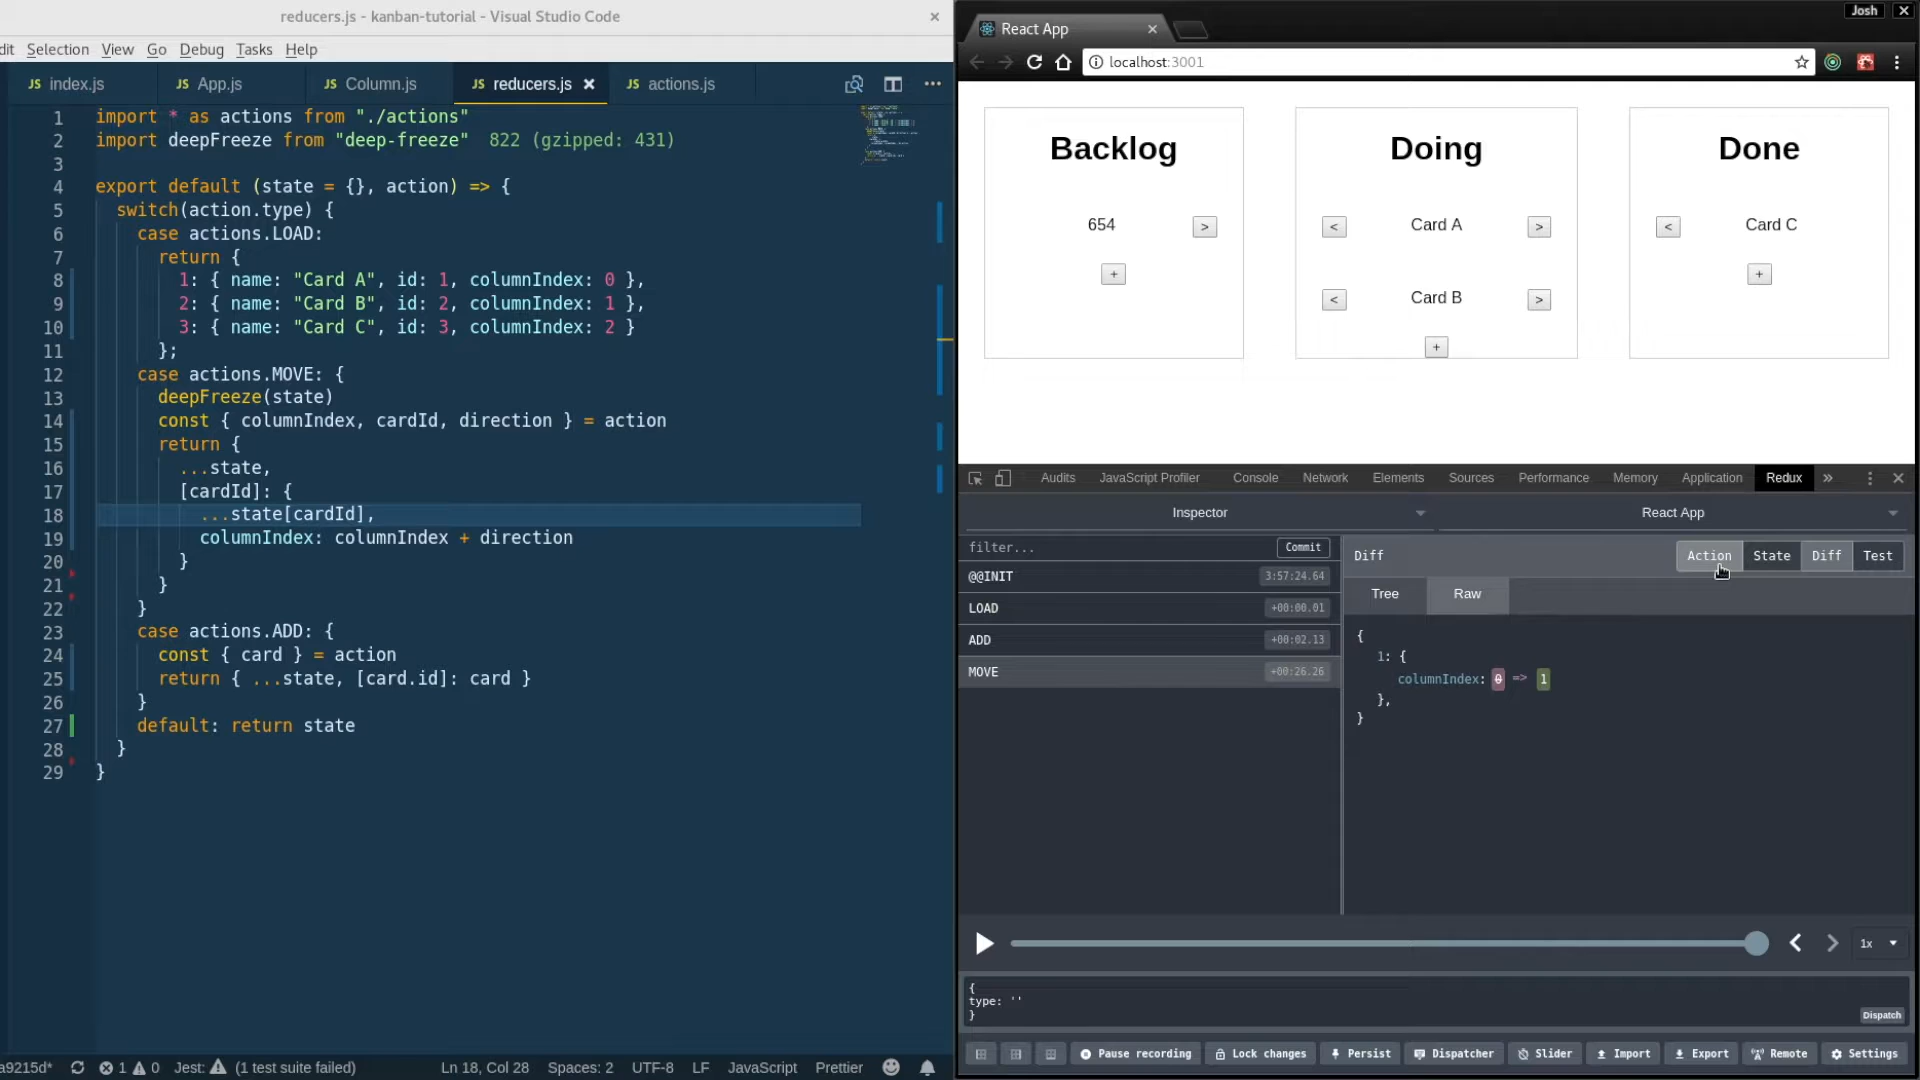 reducers.js - kanban-tutorial - Visual Studio Code
dit Selection View Go Debug Tasks Help
JS index.js
JS App.js
JS Column.js
JS reducers.js
JS actions.js
1 import * as actions from "./actions"
2 import deepFreeze from "deep-freeze" 822 (gzipped: 431)
3
4 export default (state = {}, action) => {
5 switch(action.type) {
6 case actions.LOAD:
7 return {
8 1: { name: "Card A", id: 1, columnIndex: 0 },
9 2: { name: "Card B", id: 2, columnIndex: 1 },
10 3: { name: "Card C", id: 3, columnIndex: 2 }
11 };
12 case actions.MOVE: {
13 deepFreeze(state)
14 const { columnIndex, cardId, direction } = action
15 return {
16 ...state,
17 [cardId]: {
18 ...state[cardId],
19 columnIndex: columnIndex + direction
20 }
21 }
22 }
23 case actions.ADD: {
24 const { card } = action
25 return { ...state, [card.id]: card }
26 }
27 default: return state
28 }
29 }
a9215d* 1 0 Jest: (1 test suite failed) Ln 18, Col 28 Spaces: 2 UTF-8 LF JavaScript Prettier
Josh
React App
localhost:3001
Backlog
654 >
+
Doing
< Card A >
< Card B >
+
Done
< Card C
+
Audits JavaScript Profiler Console Network Elements Sources Performance Memory Application Redux »
Inspector
React App
filter... Commit
@@INIT 3:57:24.64
LOAD +00:00.01
ADD +00:02.13
MOVE +00:26.26
Diff Action State Diff Test
Tree Raw
{
1: {
columnIndex: 0 => 1
},
}
1x
{
type: ''
}
Dispatch
Pause recording Lock changes Persist Dispatcher Slider Import Export Remote Settings